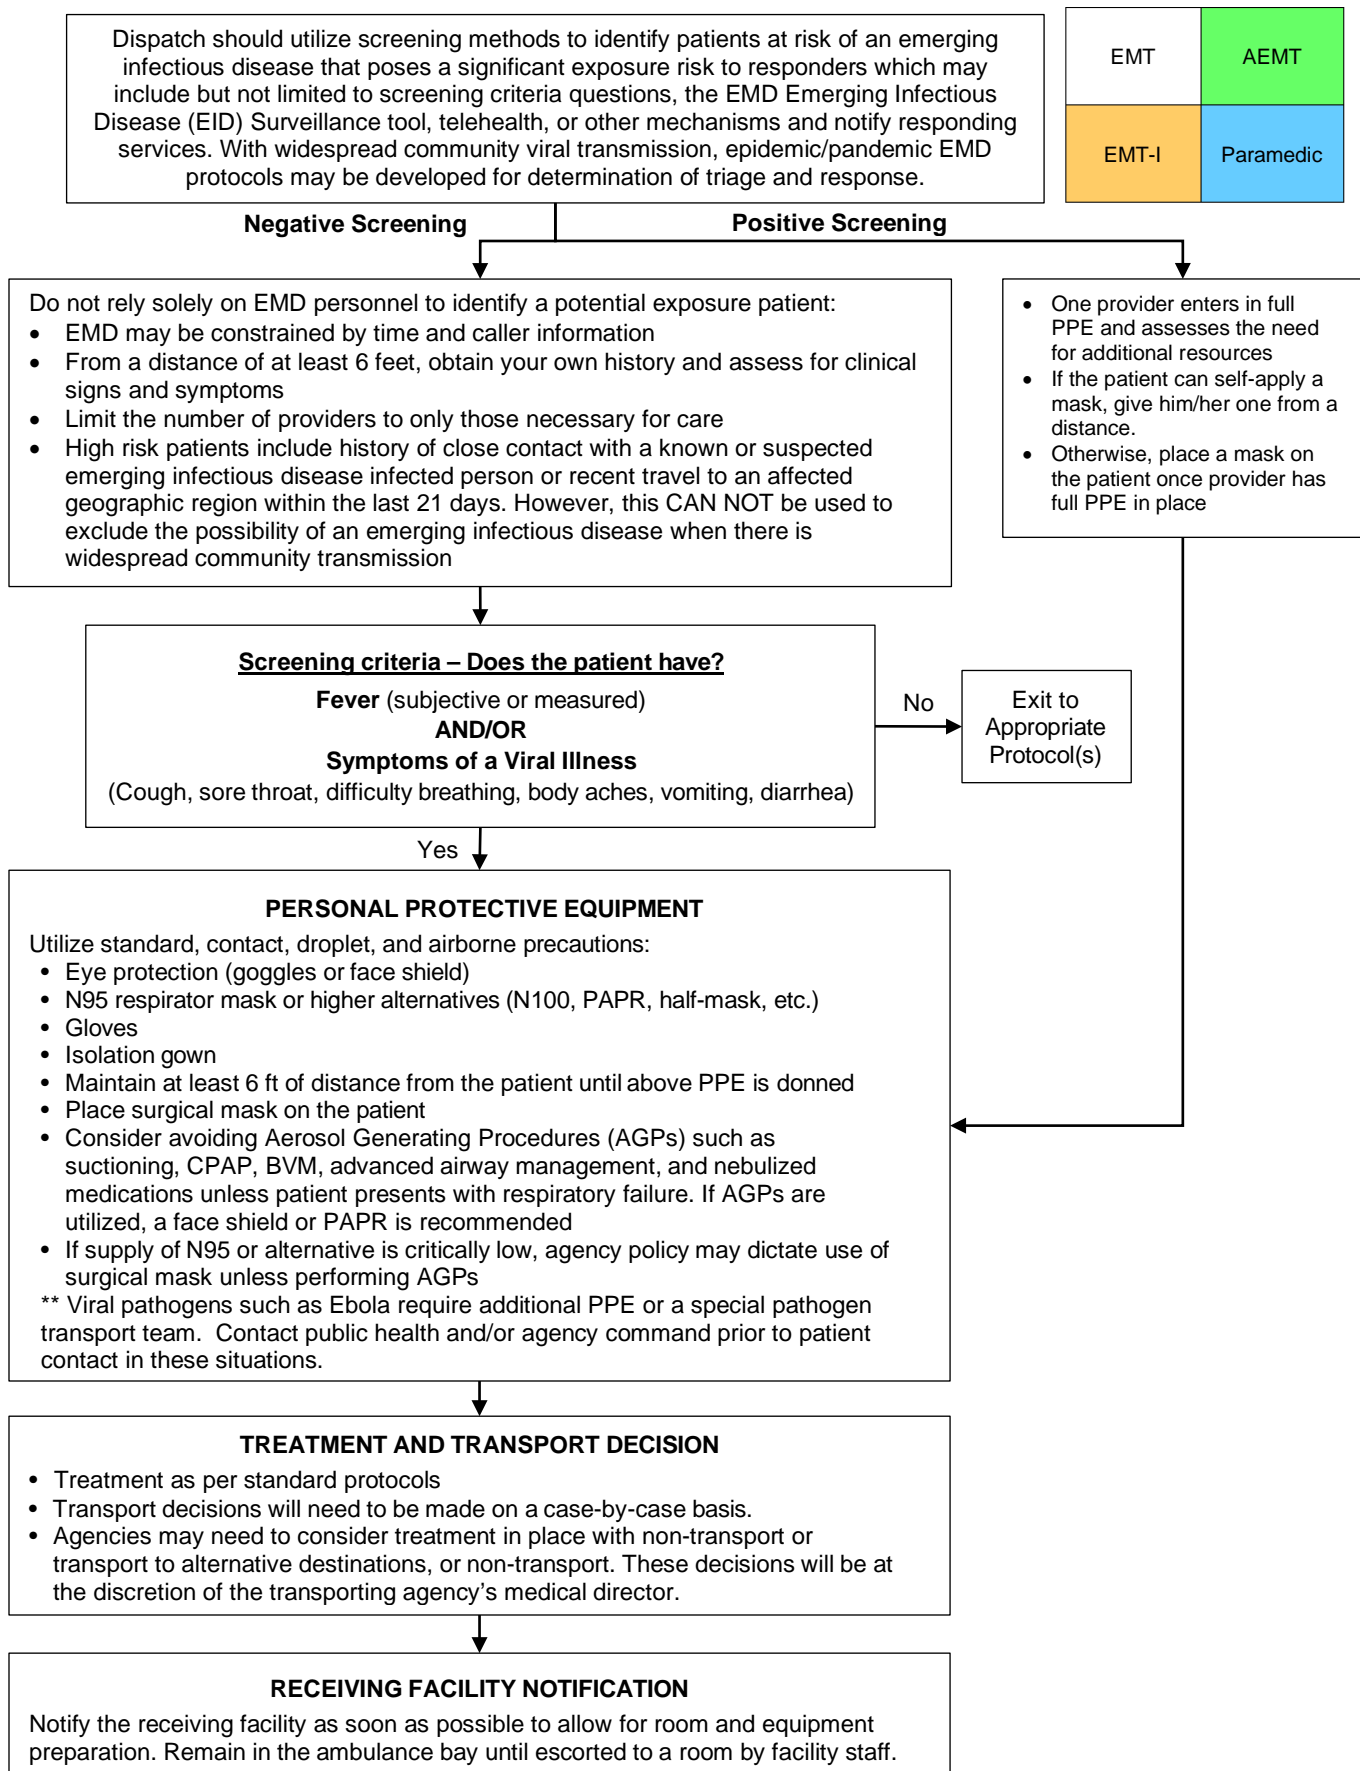 Dispatch should utilize screening methods to identify patients at risk of an emerging
infectious disease that poses a significant exposure risk to responders which may
include but not limited to screening criteria questions, the EMD Emerging Infectious
Disease (EID) Surveillance tool, telehealth, or other mechanisms and notify responding
services. With widespread community viral transmission, epidemic/pandemic EMD
protocols may be developed for determination of triage and response.
EMT
AEMT
EMT-I
Paramedic
Negative Screening
Positive Screening
Do not rely solely on EMD personnel to identify a potential exposure patient:
• EMD may be constrained by time and caller information
• From a distance of at least 6 feet, obtain your own history and assess for clinical
signs and symptoms
• Limit the number of providers to only those necessary for care
• High risk patients include history of close contact with a known or suspected
emerging infectious disease infected person or recent travel to an affected
geographic region within the last 21 days. However, this CAN NOT be used to
exclude the possibility of an emerging infectious disease when there is
widespread community transmission
• One provider enters in full
PPE and assesses the need
for additional resources
• If the patient can self-apply a
mask, give him/her one from a
distance.
• Otherwise, place a mask on
the patient once provider has
full PPE in place
Screening criteria – Does the patient have?
Fever (subjective or measured)
AND/OR
Symptoms of a Viral Illness
(Cough, sore throat, difficulty breathing, body aches, vomiting, diarrhea)
No
Exit to
Appropriate
Protocol(s)
Yes
PERSONAL PROTECTIVE EQUIPMENT
Utilize standard, contact, droplet, and airborne precautions:
• Eye protection (goggles or face shield)
• N95 respirator mask or higher alternatives (N100, PAPR, half-mask, etc.)
• Gloves
• Isolation gown
• Maintain at least 6 ft of distance from the patient until above PPE is donned
• Place surgical mask on the patient
• Consider avoiding Aerosol Generating Procedures (AGPs) such as
suctioning, CPAP, BVM, advanced airway management, and nebulized
medications unless patient presents with respiratory failure. If AGPs are
utilized, a face shield or PAPR is recommended
• If supply of N95 or alternative is critically low, agency policy may dictate use of
surgical mask unless performing AGPs
** Viral pathogens such as Ebola require additional PPE or a special pathogen
transport team. Contact public health and/or agency command prior to patient
contact in these situations.
TREATMENT AND TRANSPORT DECISION
• Treatment as per standard protocols
• Transport decisions will need to be made on a case-by-case basis.
• Agencies may need to consider treatment in place with non-transport or
transport to alternative destinations, or non-transport. These decisions will be at
the discretion of the transporting agency’s medical director.
RECEIVING FACILITY NOTIFICATION
Notify the receiving facility as soon as possible to allow for room and equipment
preparation. Remain in the ambulance bay until escorted to a room by facility staff.